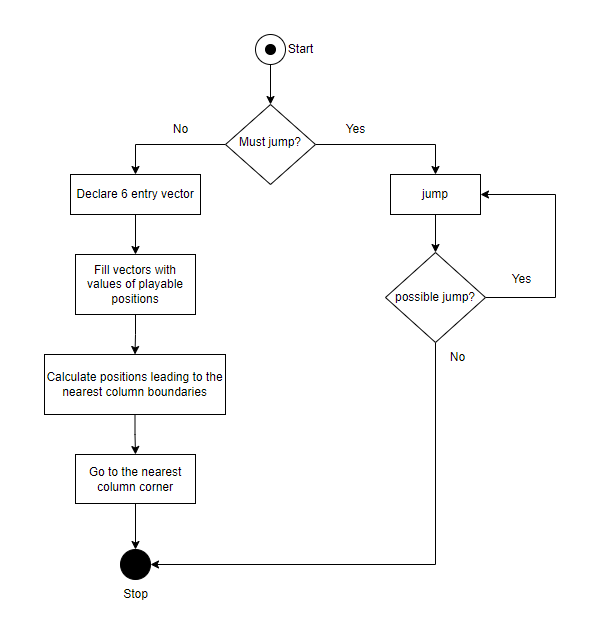 Start
Must jump?
No
Yes
Declare 6 entry vector
jump
Fill vectors with
values of playable
positions
possible jump?
Yes
No
Calculate positions leading to the
nearest column boundaries
Go to the nearest
column corner
Stop